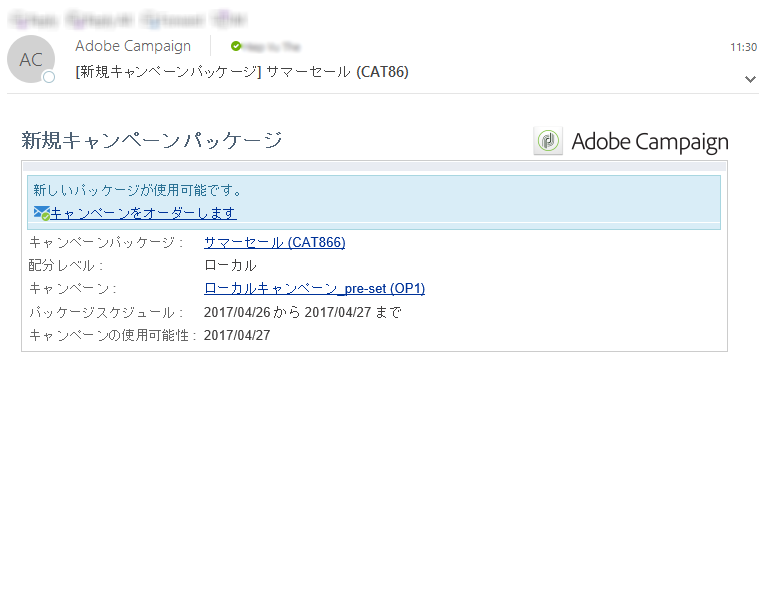 Adobe Campaign
11:30
AC
[新規キャンペーンパッケージ] サマーセール (CAT86)
新規キャンペーンパッケージ
Adobe Campaign
新しいパッケージが使用可能です。
キャンペーンをオーダーします
キャンペーンパッケージ : サマーセール (CAT866)
配分レベル : ローカル
キャンペーン : ローカルキャンペーン_pre-set (OP1)
パッケージスケジュール : 2017/04/26 から 2017/04/27 まで
キャンペーンの使用可能性 : 2017/04/27